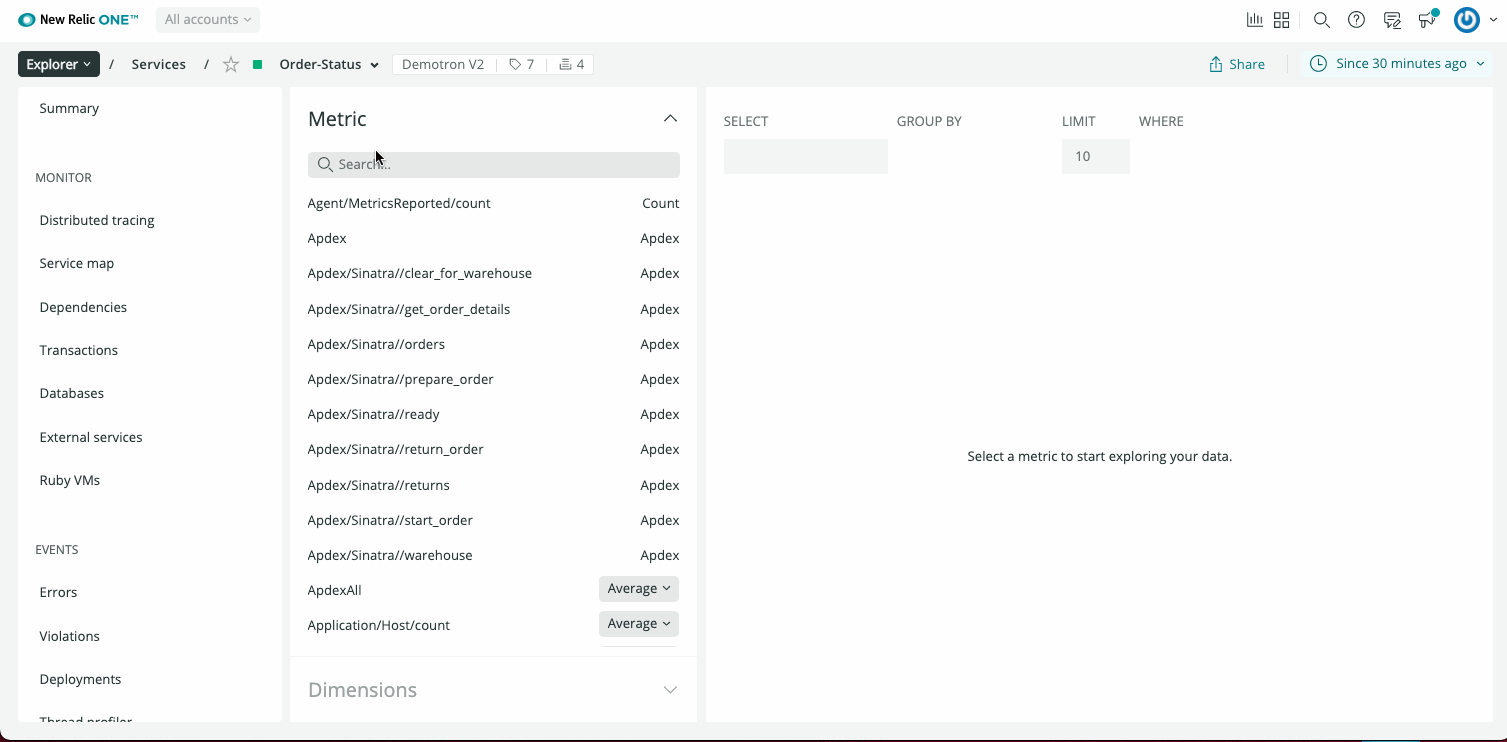 New Relic ONE™ All accounts
Explorer / Services / Order-Status Demotron V2 7 4 Share Since 30 minutes ago
Summary
MONITOR
Distributed tracing
Service map
Dependencies
Transactions
Databases
External services
Ruby VMs
EVENTS
Errors
Violations
Deployments
Thread profiler
Metric
Search...
Agent/MetricsReported/count Count
Apdex Apdex
Apdex/Sinatra//clear_for_warehouse Apdex
Apdex/Sinatra//get_order_details Apdex
Apdex/Sinatra//orders Apdex
Apdex/Sinatra//prepare_order Apdex
Apdex/Sinatra//ready Apdex
Apdex/Sinatra//return_order Apdex
Apdex/Sinatra//returns Apdex
Apdex/Sinatra//start_order Apdex
Apdex/Sinatra//warehouse Apdex
ApdexAll Average
Application/Host/count Average
Dimensions
SELECT GROUP BY LIMIT WHERE
10
Select a metric to start exploring your data.